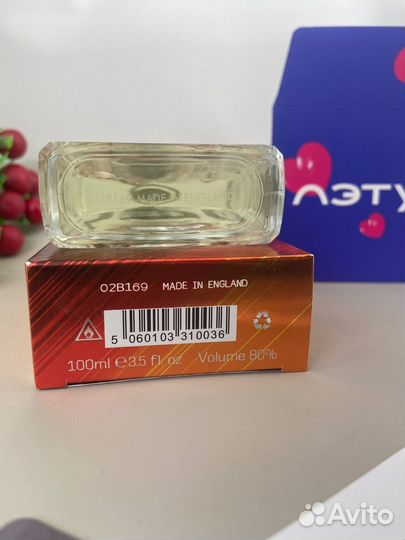 ЛЭТУ
02B169 MADE IN ENGLAND
02B169 MADE IN ENGLAND
5 060103 310036
100ml ℮ 3.5 fl oz Volume 80%
Avito